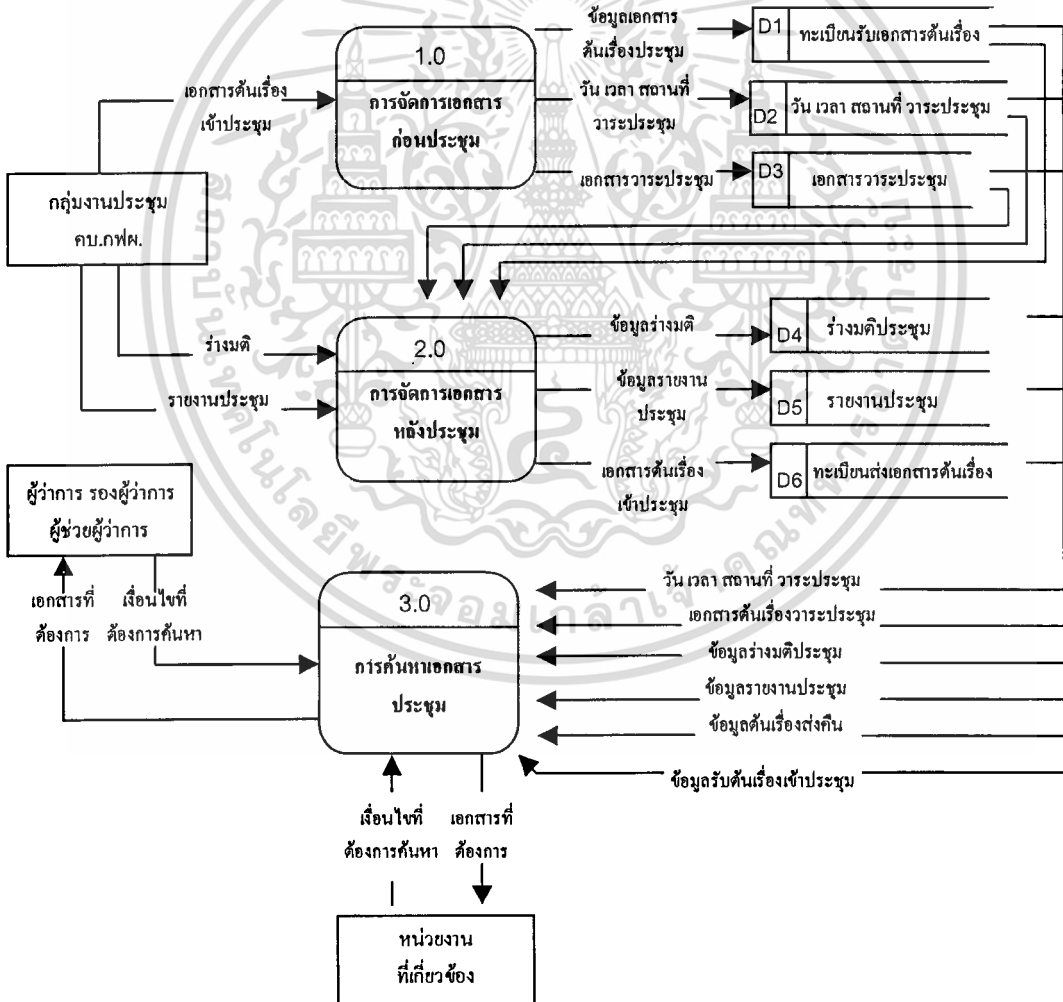 ข้อมูลเอกสาร
ต้นเรื่องประชุม
D1
ทะเบียนรับเอกสารต้นเรื่อง
1.0
การจัดการเอกสาร
ก่อนประชุม
เอกสารต้นเรื่อง
เข้าประชุม
วัน เวลา สถานที่
วาระประชุม
D2
วัน เวลา สถานที่ วาระประชุม
เอกสารวาระประชุม
D3
เอกสารวาระประชุม
กลุ่มงานประชุม
คบ.กฟผ.
ร่างมติ
รายงานประชุม
2.0
การจัดการเอกสาร
หลังประชุม
ข้อมูลร่างมติ
D4
ร่างมติประชุม
ข้อมูลรายงาน
ประชุม
D5
รายงานประชุม
เอกสารต้นเรื่อง
เข้าประชุม
D6
ทะเบียนส่งเอกสารต้นเรื่อง
ผู้ว่าการ รองผู้ว่าการ
ผู้ช่วยผู้ว่าการ
เอกสารที่
ต้องการ
เงื่อนไขที่
ต้องการค้นหา
3.0
การค้นหาเอกสาร
ประชุม
วัน เวลา สถานที่ วาระประชุม
เอกสารต้นเรื่องวาระประชุม
ข้อมูลร่างมติประชุม
ข้อมูลรายงานประชุม
ข้อมูลต้นเรื่องส่งคืน
ข้อมูลรับต้นเรื่องเข้าประชุม
เงื่อนไขที่
ต้องการค้นหา
เอกสารที่
ต้องการ
หน่วยงาน
ที่เกี่ยวข้อง